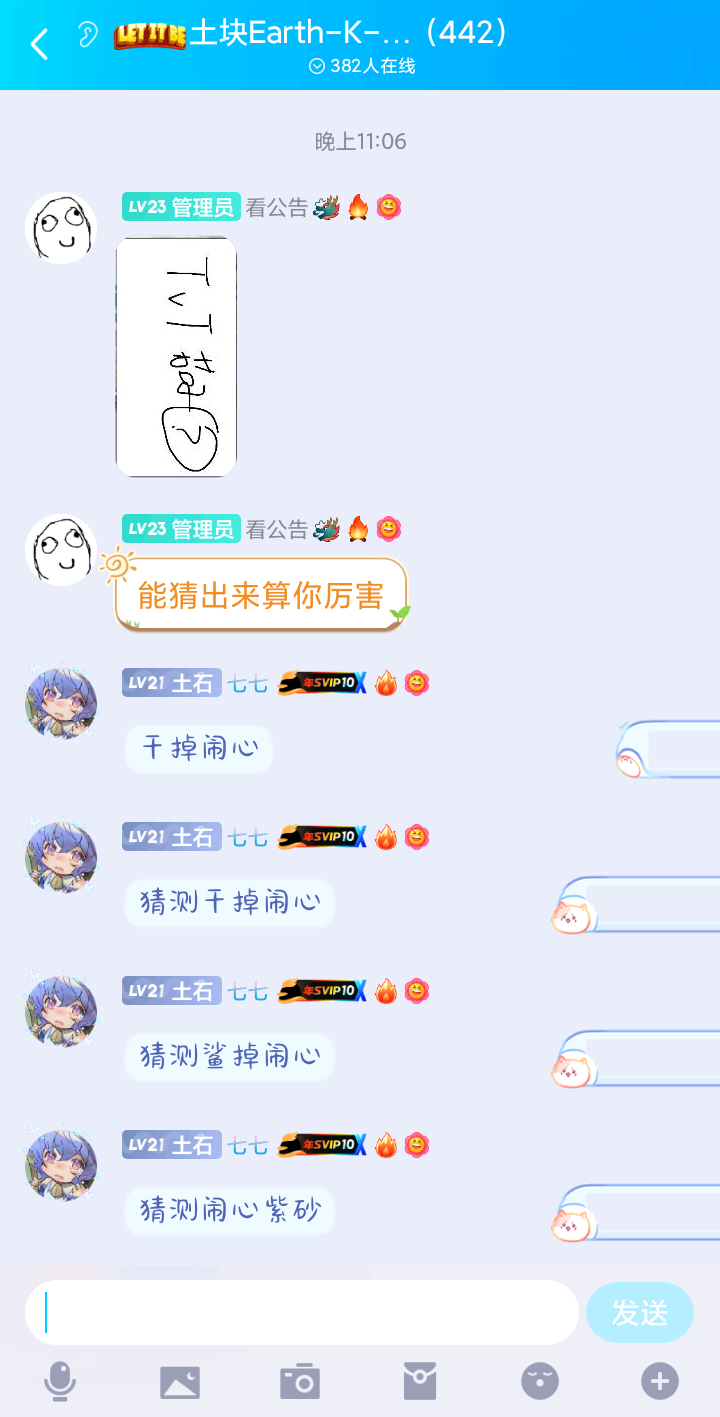 LET IT BE 土块Earth-K-...（442）
382人在线
晚上11:06
LV23 管理员 看公告
TvT
?
LV23 管理员 看公告
能猜出来算你厉害
LV21 土石 七七 年SVIP10
干掉闹心
LV21 土石 七七 年SVIP10
猜测干掉闹心
LV21 土石 七七 年SVIP10
猜测鲨掉闹心
LV21 土石 七七 年SVIP10
猜测闹心紫砂
发送